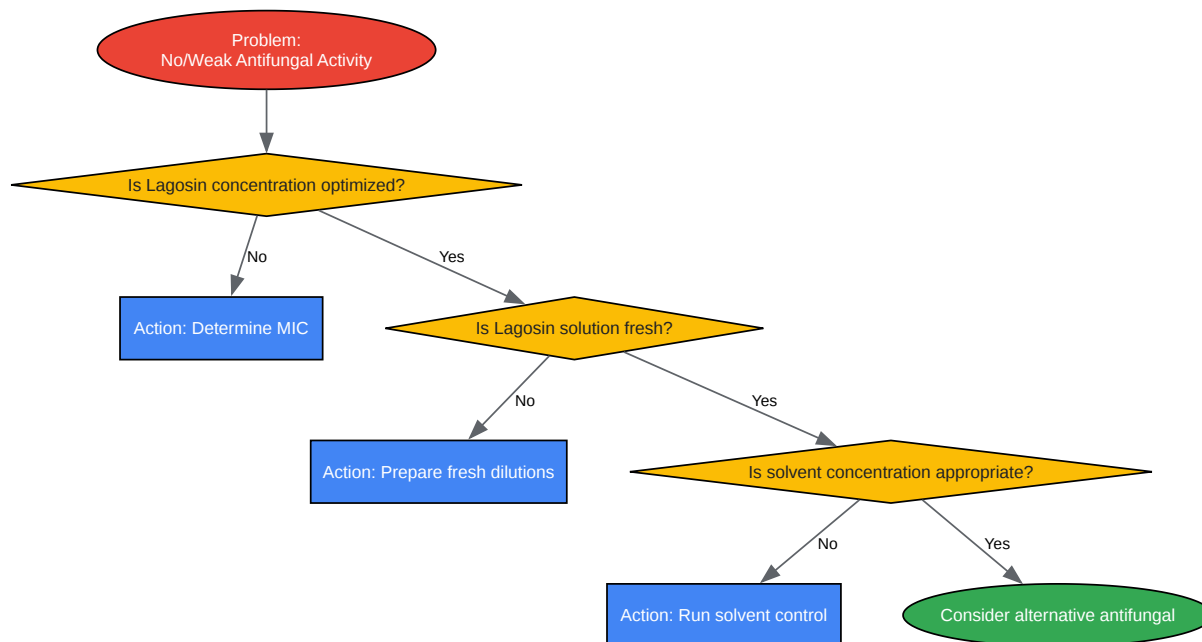 Problem:
No/Weak Antifungal Activity
Is Lagosin concentration optimized?
No
Yes
Action: Determine MIC
Is Lagosin solution fresh?
No
Yes
Action: Prepare fresh dilutions
Is solvent concentration appropriate?
No
Yes
Action: Run solvent control
Consider alternative antifungal